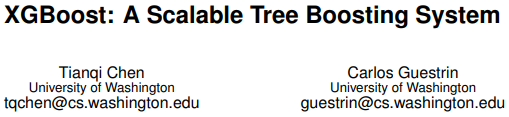 XGBoost: A Scalable Tree Boosting System
Tianqi Chen
University of Washington
tqchen@cs.washington.edu
Carlos Guestrin
University of Washington
guestrin@cs.washington.edu